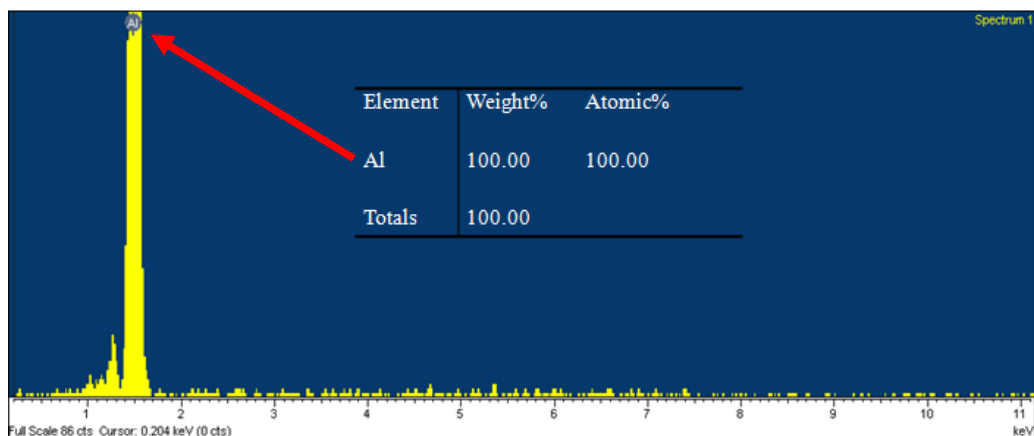 Al
Spectrum 1
Element Weight% Atomic%
Al 100.00 100.00
Totals 100.00
1 2 3 4 5 6 7 8 9 10 11
Full Scale 86 cts Cursor: 0.204 keV (0 cts) keV